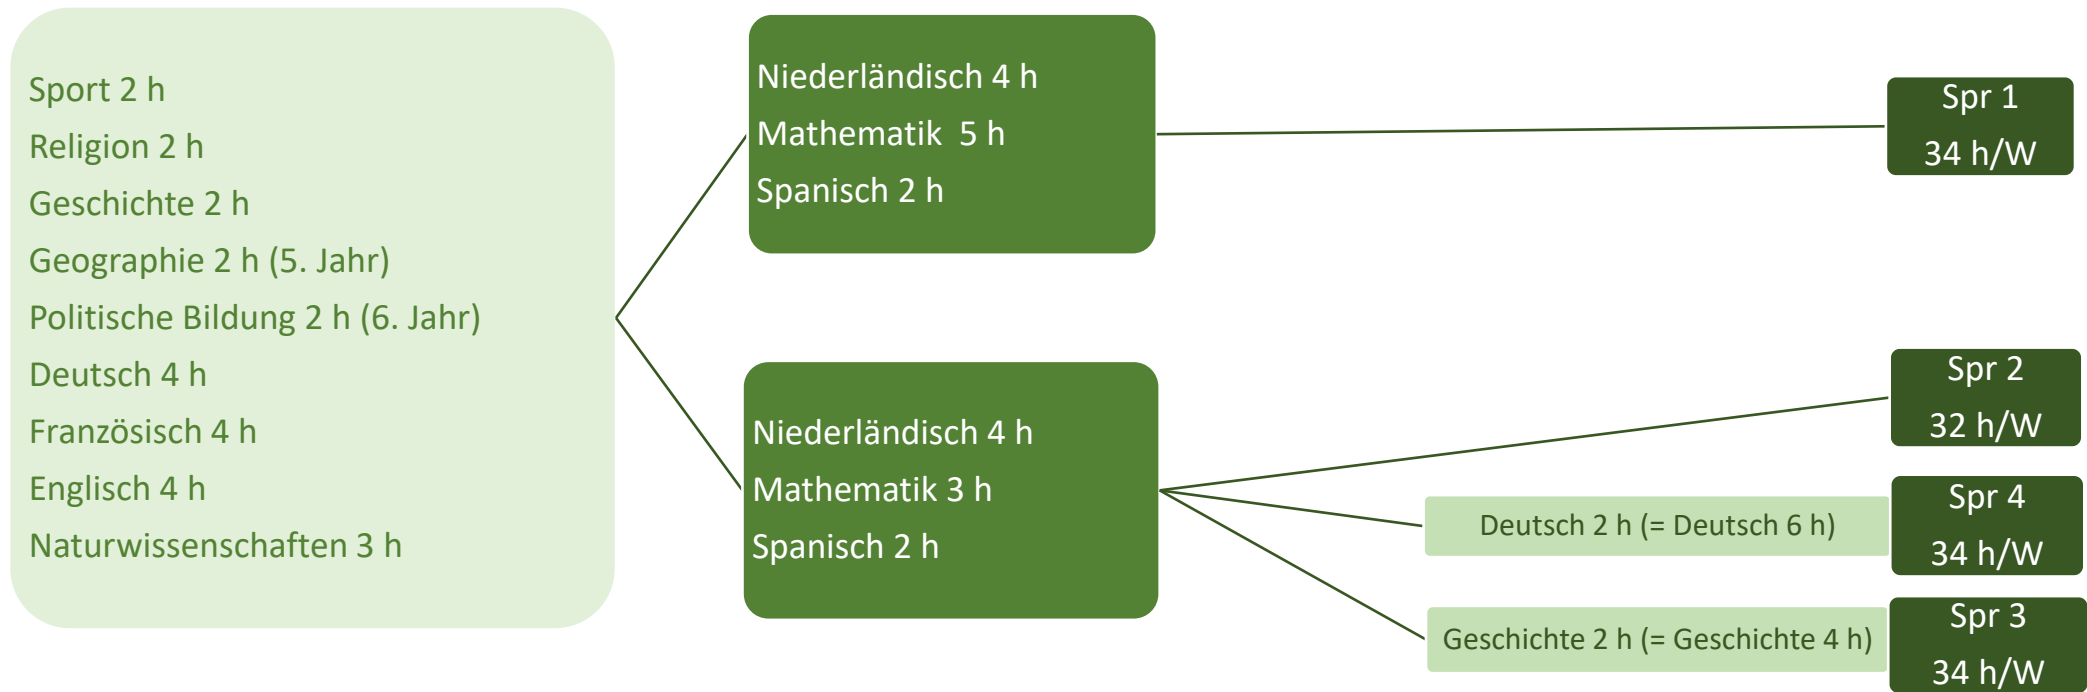 Sport 2 h
Religion 2 h
Geschichte 2 h
Geographie 2 h (5. Jahr)
Politische Bildung 2 h (6. Jahr)
Deutsch 4 h
Französisch 4 h
Englisch 4 h
Naturwissenschaften 3 h
Niederländisch 4 h
Mathematik  5 h
Spanisch 2 h
Spr 1
34 h/W
Niederländisch 4 h
Mathematik 3 h
Spanisch 2 h
Spr 2
32 h/W
Deutsch 2 h (= Deutsch 6 h)
Spr 4
34 h/W
Geschichte 2 h (= Geschichte 4 h)
Spr 3
34 h/W